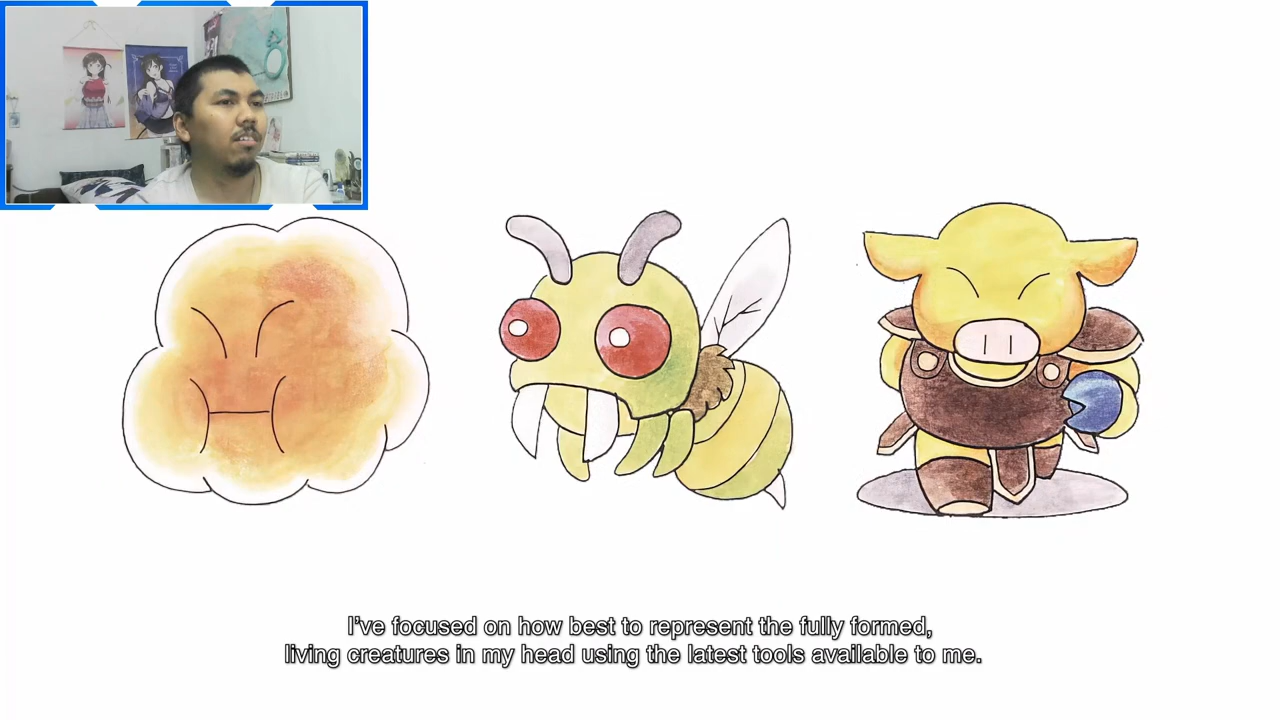 I've focused on how best to represent the fully formed,
living creatures in my head using the latest tools available to me.